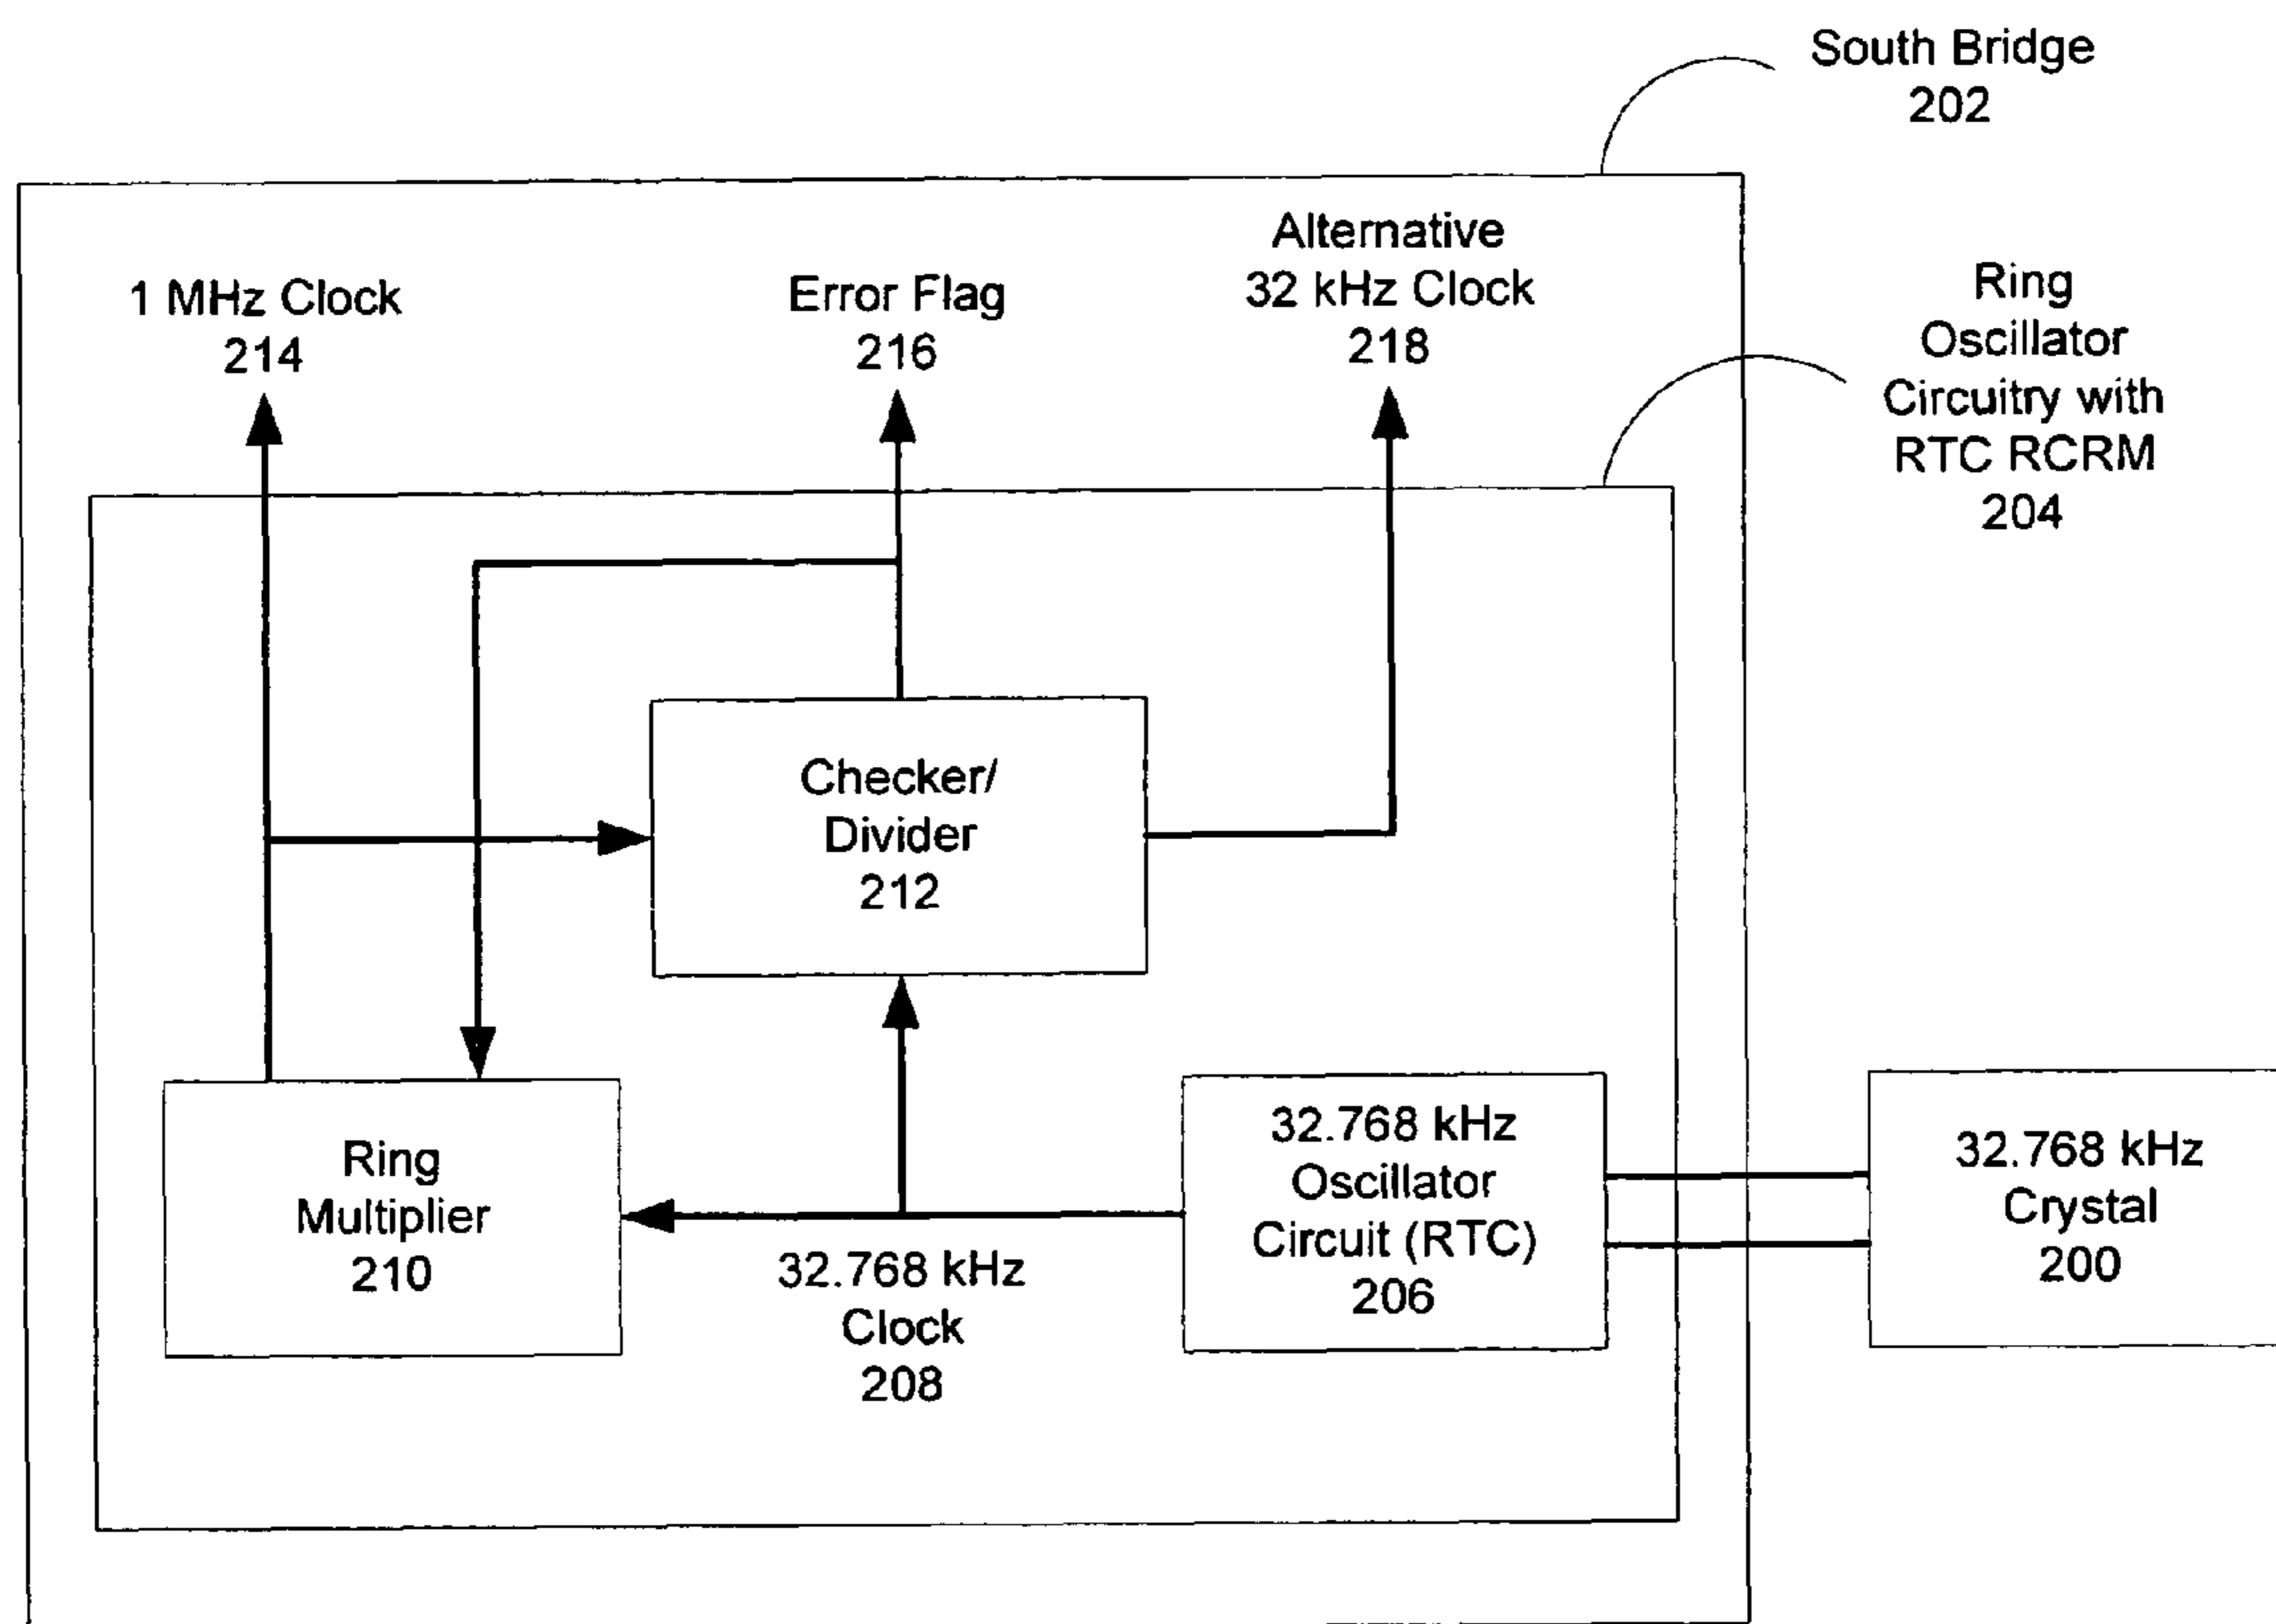 South Bridge
202
Alternative
32 kHz Clock
218
1 MHz Clock
214
Error Flag
216
Ring
Oscillator
Circuitry with
RTC RCRM
204
Checker/
Divider
212
Ring
Multiplier
210
32.768 kHz
Clock
208
32.768 kHz
Oscillator
Circuit (RTC)
206
32.768 kHz
Crystal
200